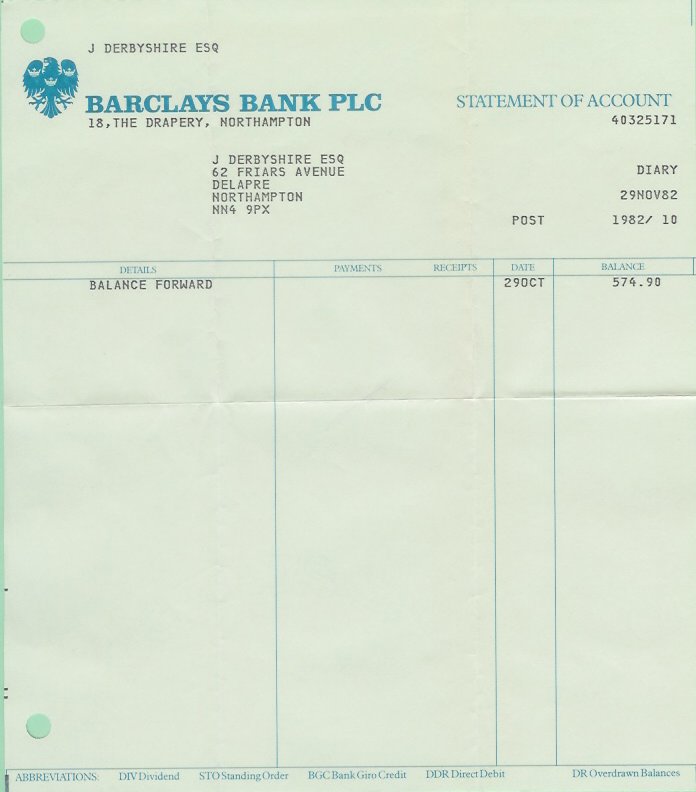 J DERBYSHIRE ESQ
BARCLAYS BANK PLC
STATEMENT OF ACCOUNT
18,THE DRAPERY, NORTHAMPTON
40325171
J DERBYSHIRE ESQ
62 FRIARS AVENUE
DELAPRE
NORTHAMPTON
NN4 9PX
DIARY
29NOV82
POST 1982/ 10
DETAILS PAYMENTS RECEIPTS DATE BALANCE
BALANCE FORWARD 29OCT 574.90
ABBREVIATIONS: DIV Dividend STO Standing Order BGC Bank Giro Credit DDR Direct Debit DR Overdrawn Balances